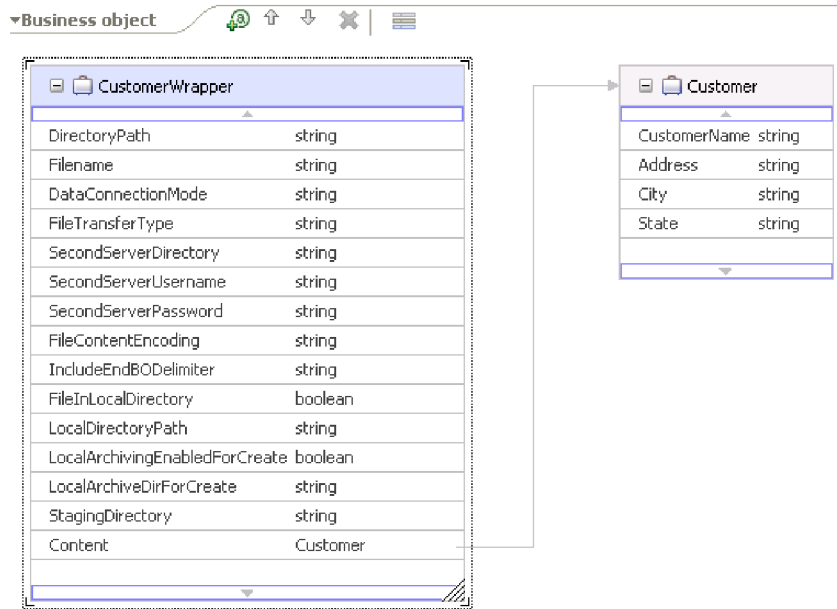 Business object
CustomerWrapper
DirectoryPath string
Filename string
DataConnectionMode string
FileTransferType string
SecondServerDirectory string
SecondServerUsername string
SecondServerPassword string
FileContentEncoding string
IncludeEndBODelimiter string
FileInLocalDirectory boolean
LocalDirectoryPath string
LocalArchivingEnabledForCreate boolean
LocalArchiveDirForCreate string
StagingDirectory string
Content Customer
Customer
CustomerName string
Address string
City string
State string